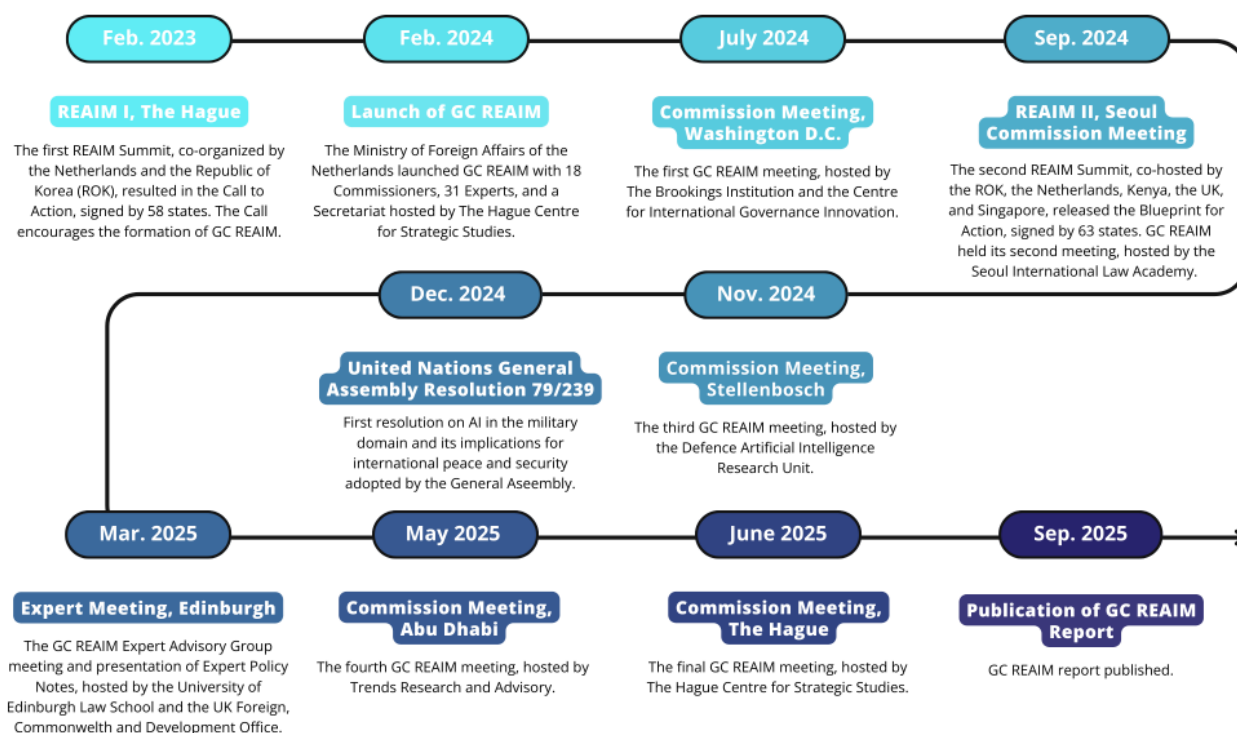 Feb. 2023
REAIM I, The Hague
The first REAIM Summit, co-organized by
the Netherlands and the Republic of
Korea (ROK), resulted in the Call to
Action, signed by 58 states. The Call
encourages the formation of GC REAIM.
Feb. 2024
Launch of GC REAIM
The Ministry of Foreign Affairs of the
Netherlands launched GC REAIM with 18
Commissioners, 31 Experts, and a
Secretariat hosted by The Hague Centre
for Strategic Studies.
July 2024
Commission Meeting,
Washington D.C.
The first GC REAIM meeting, hosted by
The Brookings Institution and the Centre
for International Governance Innovation.
Sep. 2024
REAIM II, Seoul
Commission Meeting
The second REAIM Summit, co-hosted by
the ROK, the Netherlands, Kenya, the UK,
and Singapore, released the Blueprint for
Action, signed by 63 states. GC REAIM
held its second meeting, hosted by the
Seoul International Law Academy.
Nov. 2024
Commission Meeting,
Stellenbosch
The third GC REAIM meeting, hosted by
the Defence Artificial Intelligence
Research Unit.
Dec. 2024
United Nations General
Assembly Resolution 79/239
First resolution on AI in the military
domain and its implications for
international peace and security
adopted by the General Aseembly.
Mar. 2025
Expert Meeting, Edinburgh
The GC REAIM Expert Advisory Group
meeting and presentation of Expert Policy
Notes, hosted by the University of
Edinburgh Law School and the UK Foreign,
Commonwelth and Development Office.
May 2025
Commission Meeting,
Abu Dhabi
The fourth GC REAIM meeting, hosted by
Trends Research and Advisory.
June 2025
Commission Meeting,
The Hague
The final GC REAIM meeting, hosted by
The Hague Centre for Strategic Studies.
Sep. 2025
Publication of GC REAIM
Report
GC REAIM report published.